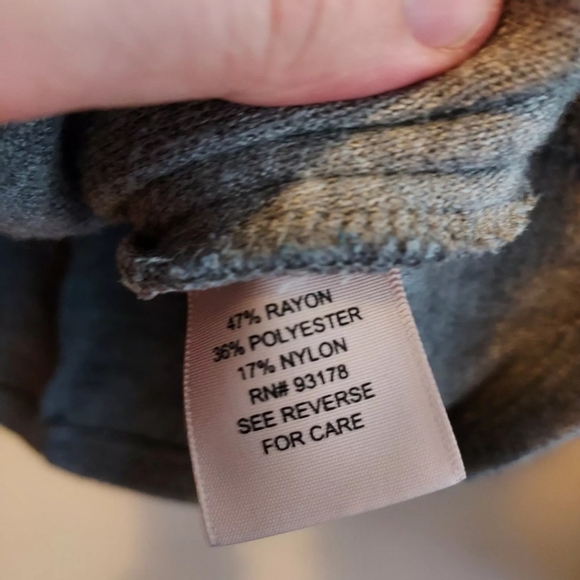 47% RAYON
36% POLYESTER
17% NYLON
RN# 93178
SEE REVERSE
FOR CARE